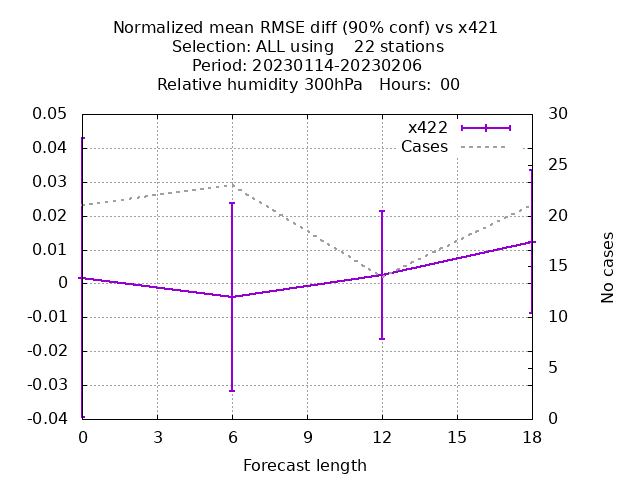 Normalized mean RMSE diff (90% conf) vs x421
Selection: ALL using    22 stations
Period: 20230114-20230206
Relative humidity 300hPa   Hours: 00
x422
Cases
0.05
0.04
0.03
0.02
0.01
0
-0.01
-0.02
-0.03
-0.04
30
25
20
15
10
5
0
No cases
0 3 6 9 12 15 18
Forecast length